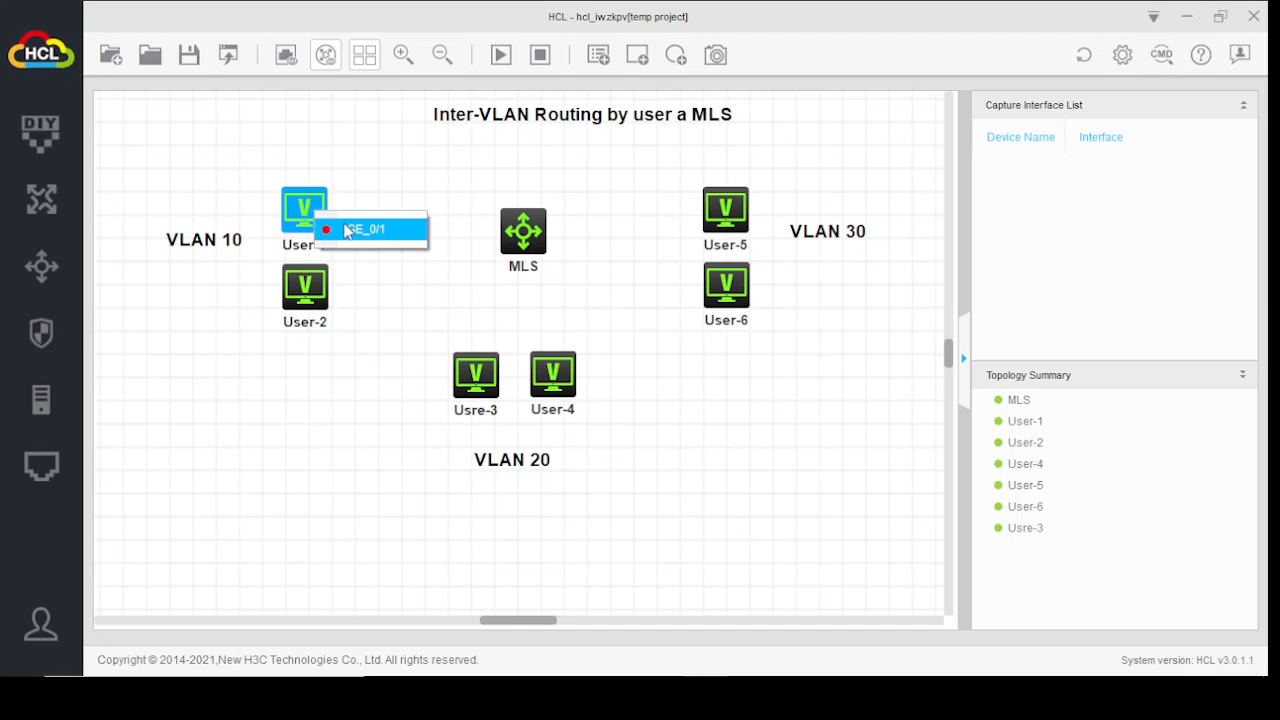 HCL - hcl_iwzkpv[temp project]
HCL
DIY
CMD
Inter-VLAN Routing by user a MLS
VLAN 10
V
User-
GE_0/1
V
User-2
MLS
V
User-5
VLAN 30
V
User-6
V
Usre-3
V
User-4
VLAN 20
Capture Interface List
Device Name
Interface
Topology Summary
MLS
User-1
User-2
User-4
User-5
User-6
Usre-3
Copyright © 2014-2021,New H3C Technologies Co., Ltd. All rights reserved.
System version: HCL v3.0.1.1